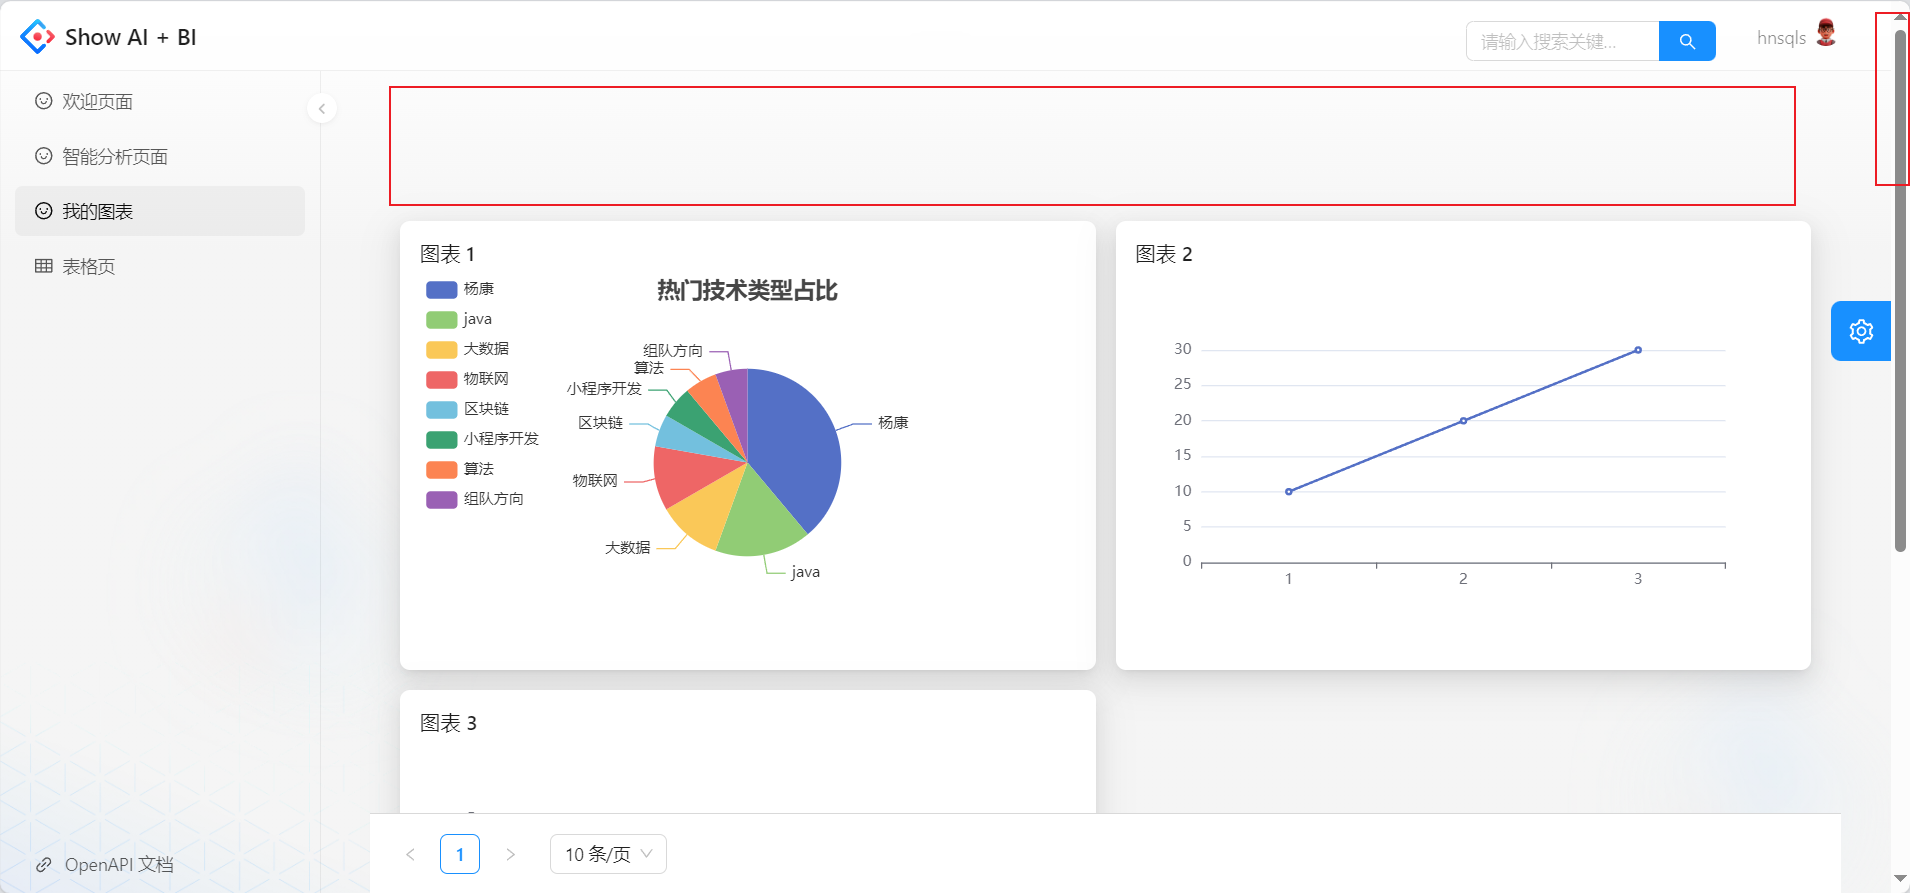 Show AI + BI
请输入搜索关键...
hnsqls
欢迎页面
智能分析页面
我的图表
表格页
OpenAPI 文档
图表 1
热门技术类型占比
杨康
java
大数据
物联网
区块链
小程序开发
算法
组队方向
组队方向
算法
小程序开发
区块链
物联网
大数据
java
杨康
图表 2
30
25
20
15
10
5
0
1 2 3
图表 3
1
10 条/页